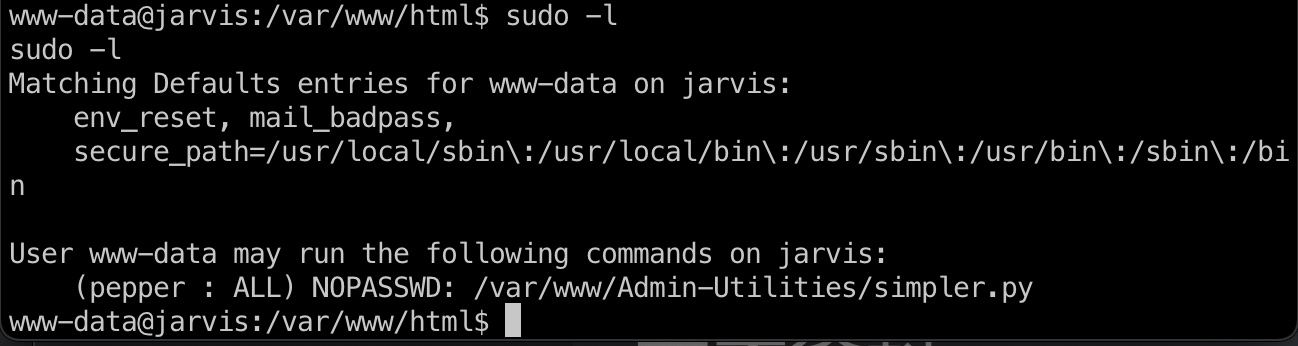 www-data@jarvis:/var/www/html$ sudo -l
sudo -l
Matching Defaults entries for www-data on jarvis:
    env_reset, mail_badpass,
    secure_path=/usr/local/sbin\:/usr/local/bin\:/usr/sbin\:/usr/bin\:/sbin\:/bi
n

User www-data may run the following commands on jarvis:
    (pepper : ALL) NOPASSWD: /var/www/Admin-Utilities/simpler.py
www-data@jarvis:/var/www/html$